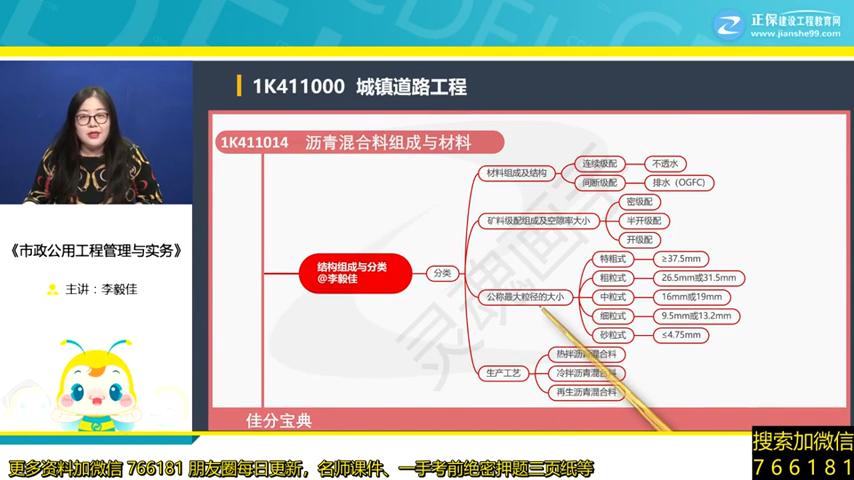 正保建设工程教育网
www.jianshe99.com
1K411000 城镇道路工程
1K411014 沥青混合料组成与材料
结构组成与分类
@李毅佳
分类
材料组成及结构
连续级配
不透水
间断级配
排水（OGFC）
矿料级配组成及空隙率大小
密级配
半开级配
开级配
公称最大粒径的大小
特粗式
≥37.5mm
粗粒式
26.5mm或31.5mm
中粒式
16mm或19mm
细粒式
9.5mm或13.2mm
砂粒式
≤4.75mm
生产工艺
热拌沥青混合料
冷拌沥青混合料
再生沥青混合料
灵魂画手
佳分宝典
《市政公用工程管理与实务》
主讲：李毅佳
更多资料加微信 766181 朋友圈每日更新，名师课件、一手考前绝密押题三页纸等
搜索加微信
766181